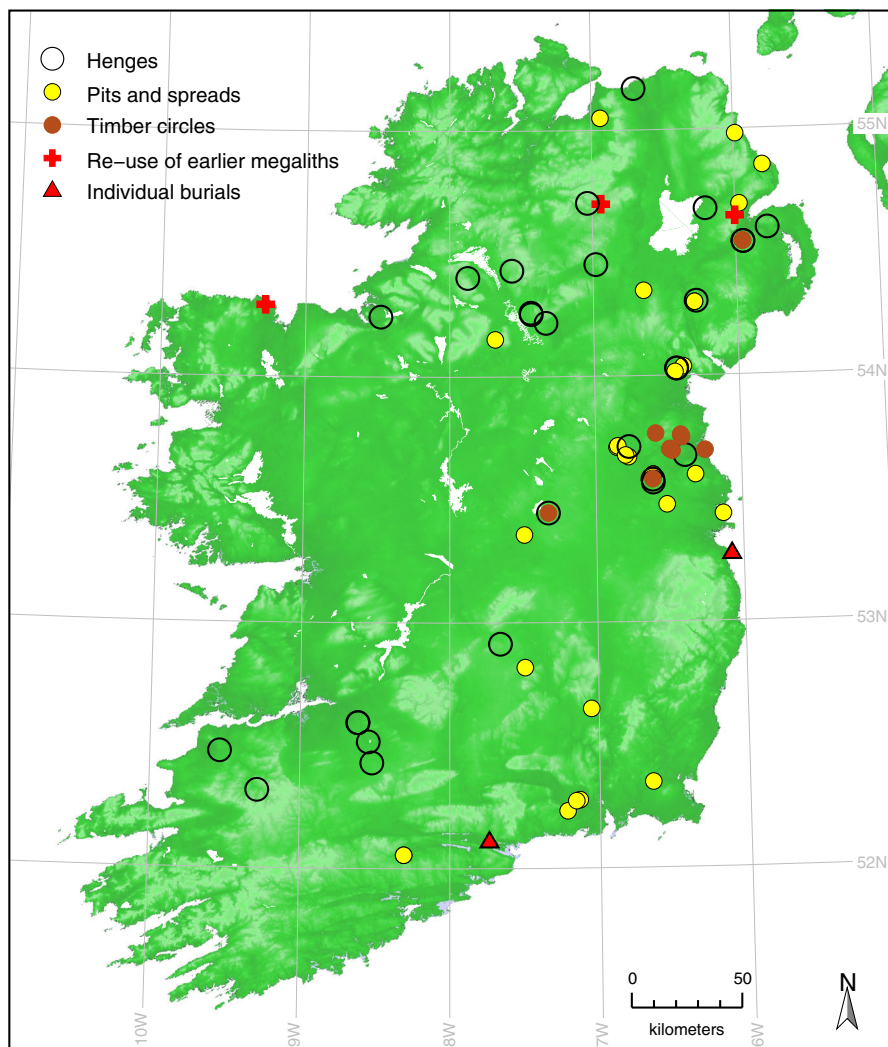 Henges
Pits and spreads
Timber circles
Re-use of earlier megaliths
Individual burials
55N
54N
53N
52N
0 50
kilometers
N
10W
9W
8W
7W
6W